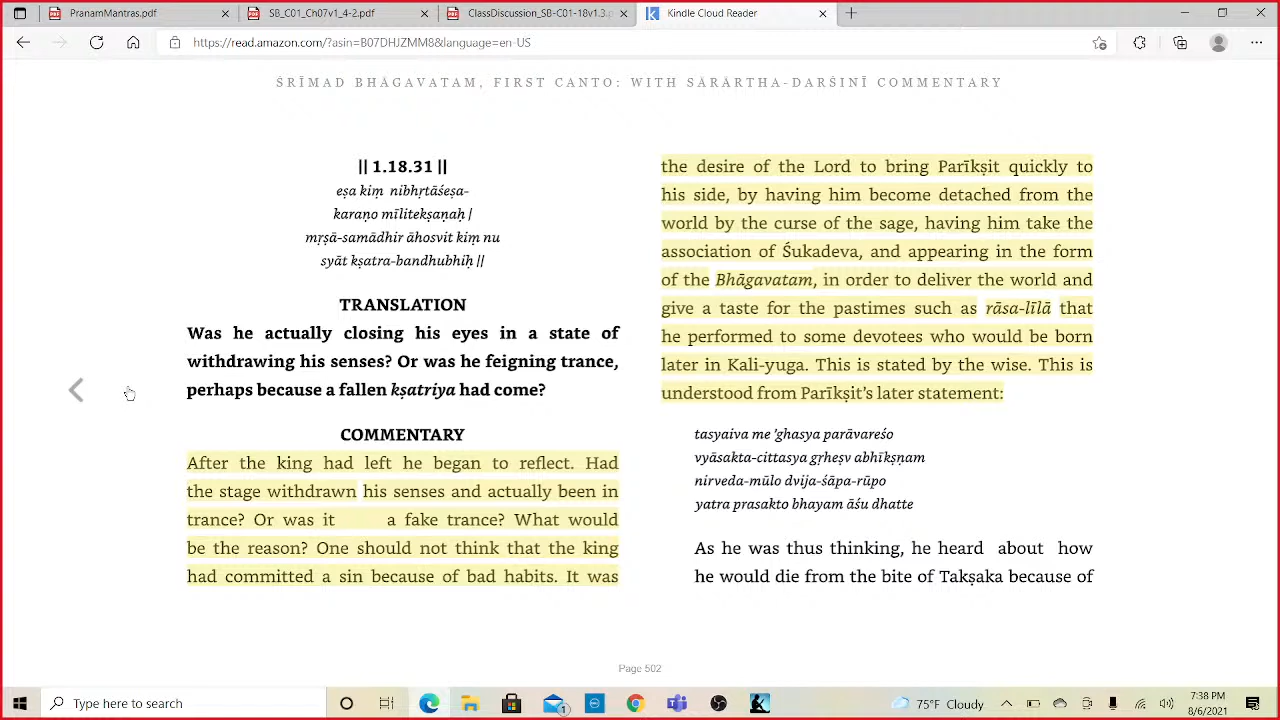 PranamMantras.pdf
SB_C01_Ch07v1_4-2.pdf
ClassDiscussion_SB-C01-18v1.3.p
Kindle Cloud Reader
https://read.amazon.com/?asin=B07DHJZMM8&language=en-US
ŚRĪMAD BHĀGAVATAM, FIRST CANTO: WITH SĀRĀRTHA-DARŚINĪ COMMENTARY
|| 1.18.31 ||
eṣa kiṃ nibhṛtāśeṣa-
karaṇo mīlitekṣaṇaḥ |
mṛṣā-samādhir āhosvit kiṃ nu
syāt kṣatra-bandhubhiḥ ||
TRANSLATION
Was he actually closing his eyes in a state of
withdrawing his senses? Or was he feigning trance,
perhaps because a fallen kṣatriya had come?
COMMENTARY
After the king had left he began to reflect. Had
the stage withdrawn his senses and actually been in
trance? Or was it a fake trance? What would
be the reason? One should not think that the king
had committed a sin because of bad habits. It was
the desire of the Lord to bring Parīkṣit quickly to
his side, by having him become detached from the
world by the curse of the sage, having him take the
association of Śukadeva, and appearing in the form
of the Bhāgavatam, in order to deliver the world and
give a taste for the pastimes such as rāsa-līlā that
he performed to some devotees who would be born
later in Kali-yuga. This is stated by the wise. This is
understood from Parīkṣit's later statement:
tasyaiva me 'ghasya parāvareśo
vyāsakta-cittasya gṛheṣv abhīkṣṇam
nirveda-mūlo dvija-śāpa-rūpo
yatra prasakto bhayam āśu dhatte
As he was thus thinking, he heard about how
he would die from the bite of Takṣaka because of
Page 502
Type here to search
75°F Cloudy
7:38 PM
8/6/2021